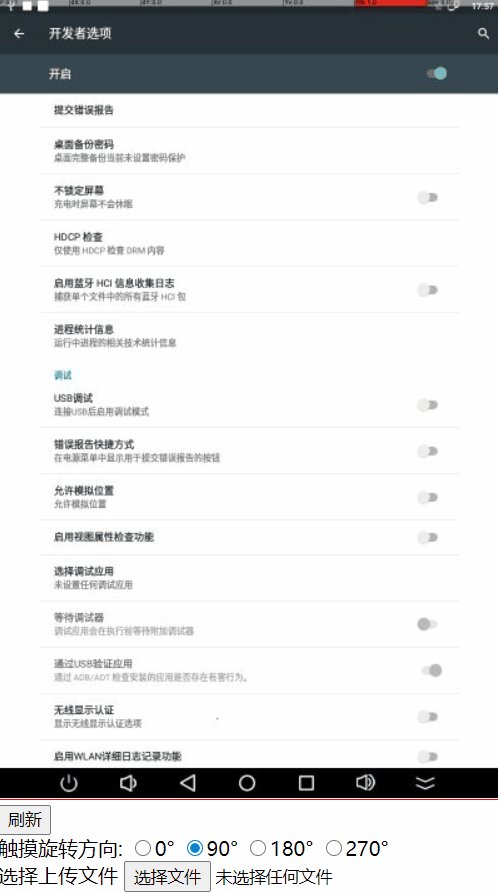 17:57
开发者选项
开启
提交错误报告
桌面备份密码
桌面完整备份当前未设置密码保护
不锁定屏幕
充电时屏幕不会休眠
HDCP 检查
仅使用 HDCP 检查 DRM 内容
启用蓝牙 HCI 信息收集日志
捕获单个文件中的所有蓝牙 HCI 包
进程统计信息
运行中进程的相关技术统计信息
调试
USB调试
连接USB后启用调试模式
错误报告快捷方式
在电源菜单中显示用于提交错误报告的按钮
允许模拟位置
允许模拟位置
启用视图属性检查功能
选择调试应用
未设置任何调试应用
等待调试器
调试应用会在执行前等待附加调试器
通过USB验证应用
通过 ADB/ADT 检查安装的应用是否存在有害行为。
无线显示认证
显示无线显示认证选项
启用WLAN详细日志记录功能
刷新
触摸旋转方向: 0° 90° 180° 270°
选择上传文件 选择文件 未选择任何文件